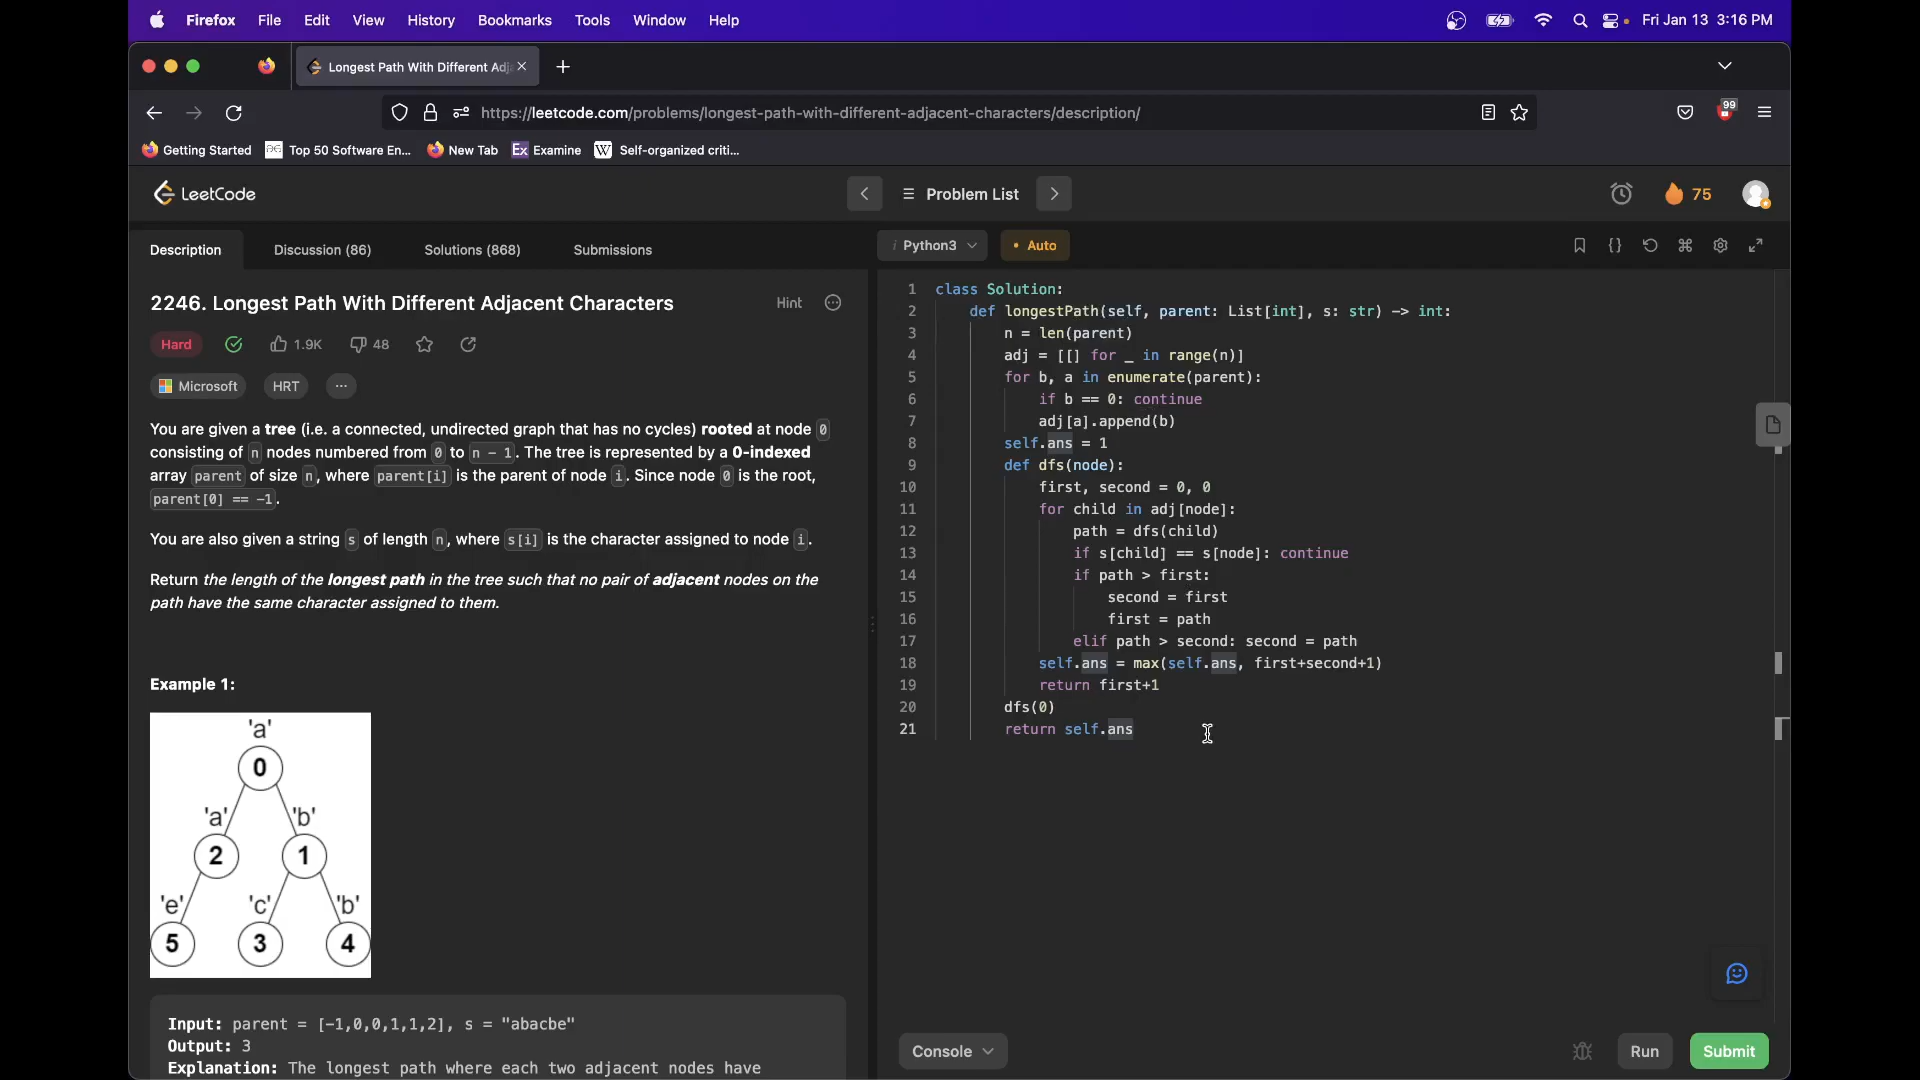 Firefox File Edit View History Bookmarks Tools Window Help
Fri Jan 13 3:16 PM
Longest Path With Different Adj
https://leetcode.com/problems/longest-path-with-different-adjacent-characters/description/
99
Getting Started Top 50 Software En... New Tab Ex Examine W Self-organized criti...
LeetCode
Problem List
75
Description Discussion (86) Solutions (868) Submissions
i Python3 • Auto
2246. Longest Path With Different Adjacent Characters
Hint
Hard 1.9K 48
Microsoft HRT ...
You are given a tree (i.e. a connected, undirected graph that has no cycles) rooted at node 0
consisting of n nodes numbered from 0 to n - 1. The tree is represented by a 0-indexed
array parent of size n, where parent[i] is the parent of node i. Since node 0 is the root,
parent[0] == -1.
You are also given a string s of length n, where s[i] is the character assigned to node i.
Return the length of the longest path in the tree such that no pair of adjacent nodes on the
path have the same character assigned to them.
Example 1:
'a'
0
'a' 'b'
2 1
'e' 'c' 'b'
5 3 4
Input: parent = [-1,0,0,1,1,2], s = "abacbe"
Output: 3
Explanation: The longest path where each two adjacent nodes have
1 class Solution:
2 def longestPath(self, parent: List[int], s: str) -> int:
3 n = len(parent)
4 adj = [[] for _ in range(n)]
5 for b, a in enumerate(parent):
6 if b == 0: continue
7 adj[a].append(b)
8 self.ans = 1
9 def dfs(node):
10 first, second = 0, 0
11 for child in adj[node]:
12 path = dfs(child)
13 if s[child] == s[node]: continue
14 if path > first:
15 second = first
16 first = path
17 elif path > second: second = path
18 self.ans = max(self.ans, first+second+1)
19 return first+1
20 dfs(0)
21 return self.ans
Console
Run
Submit